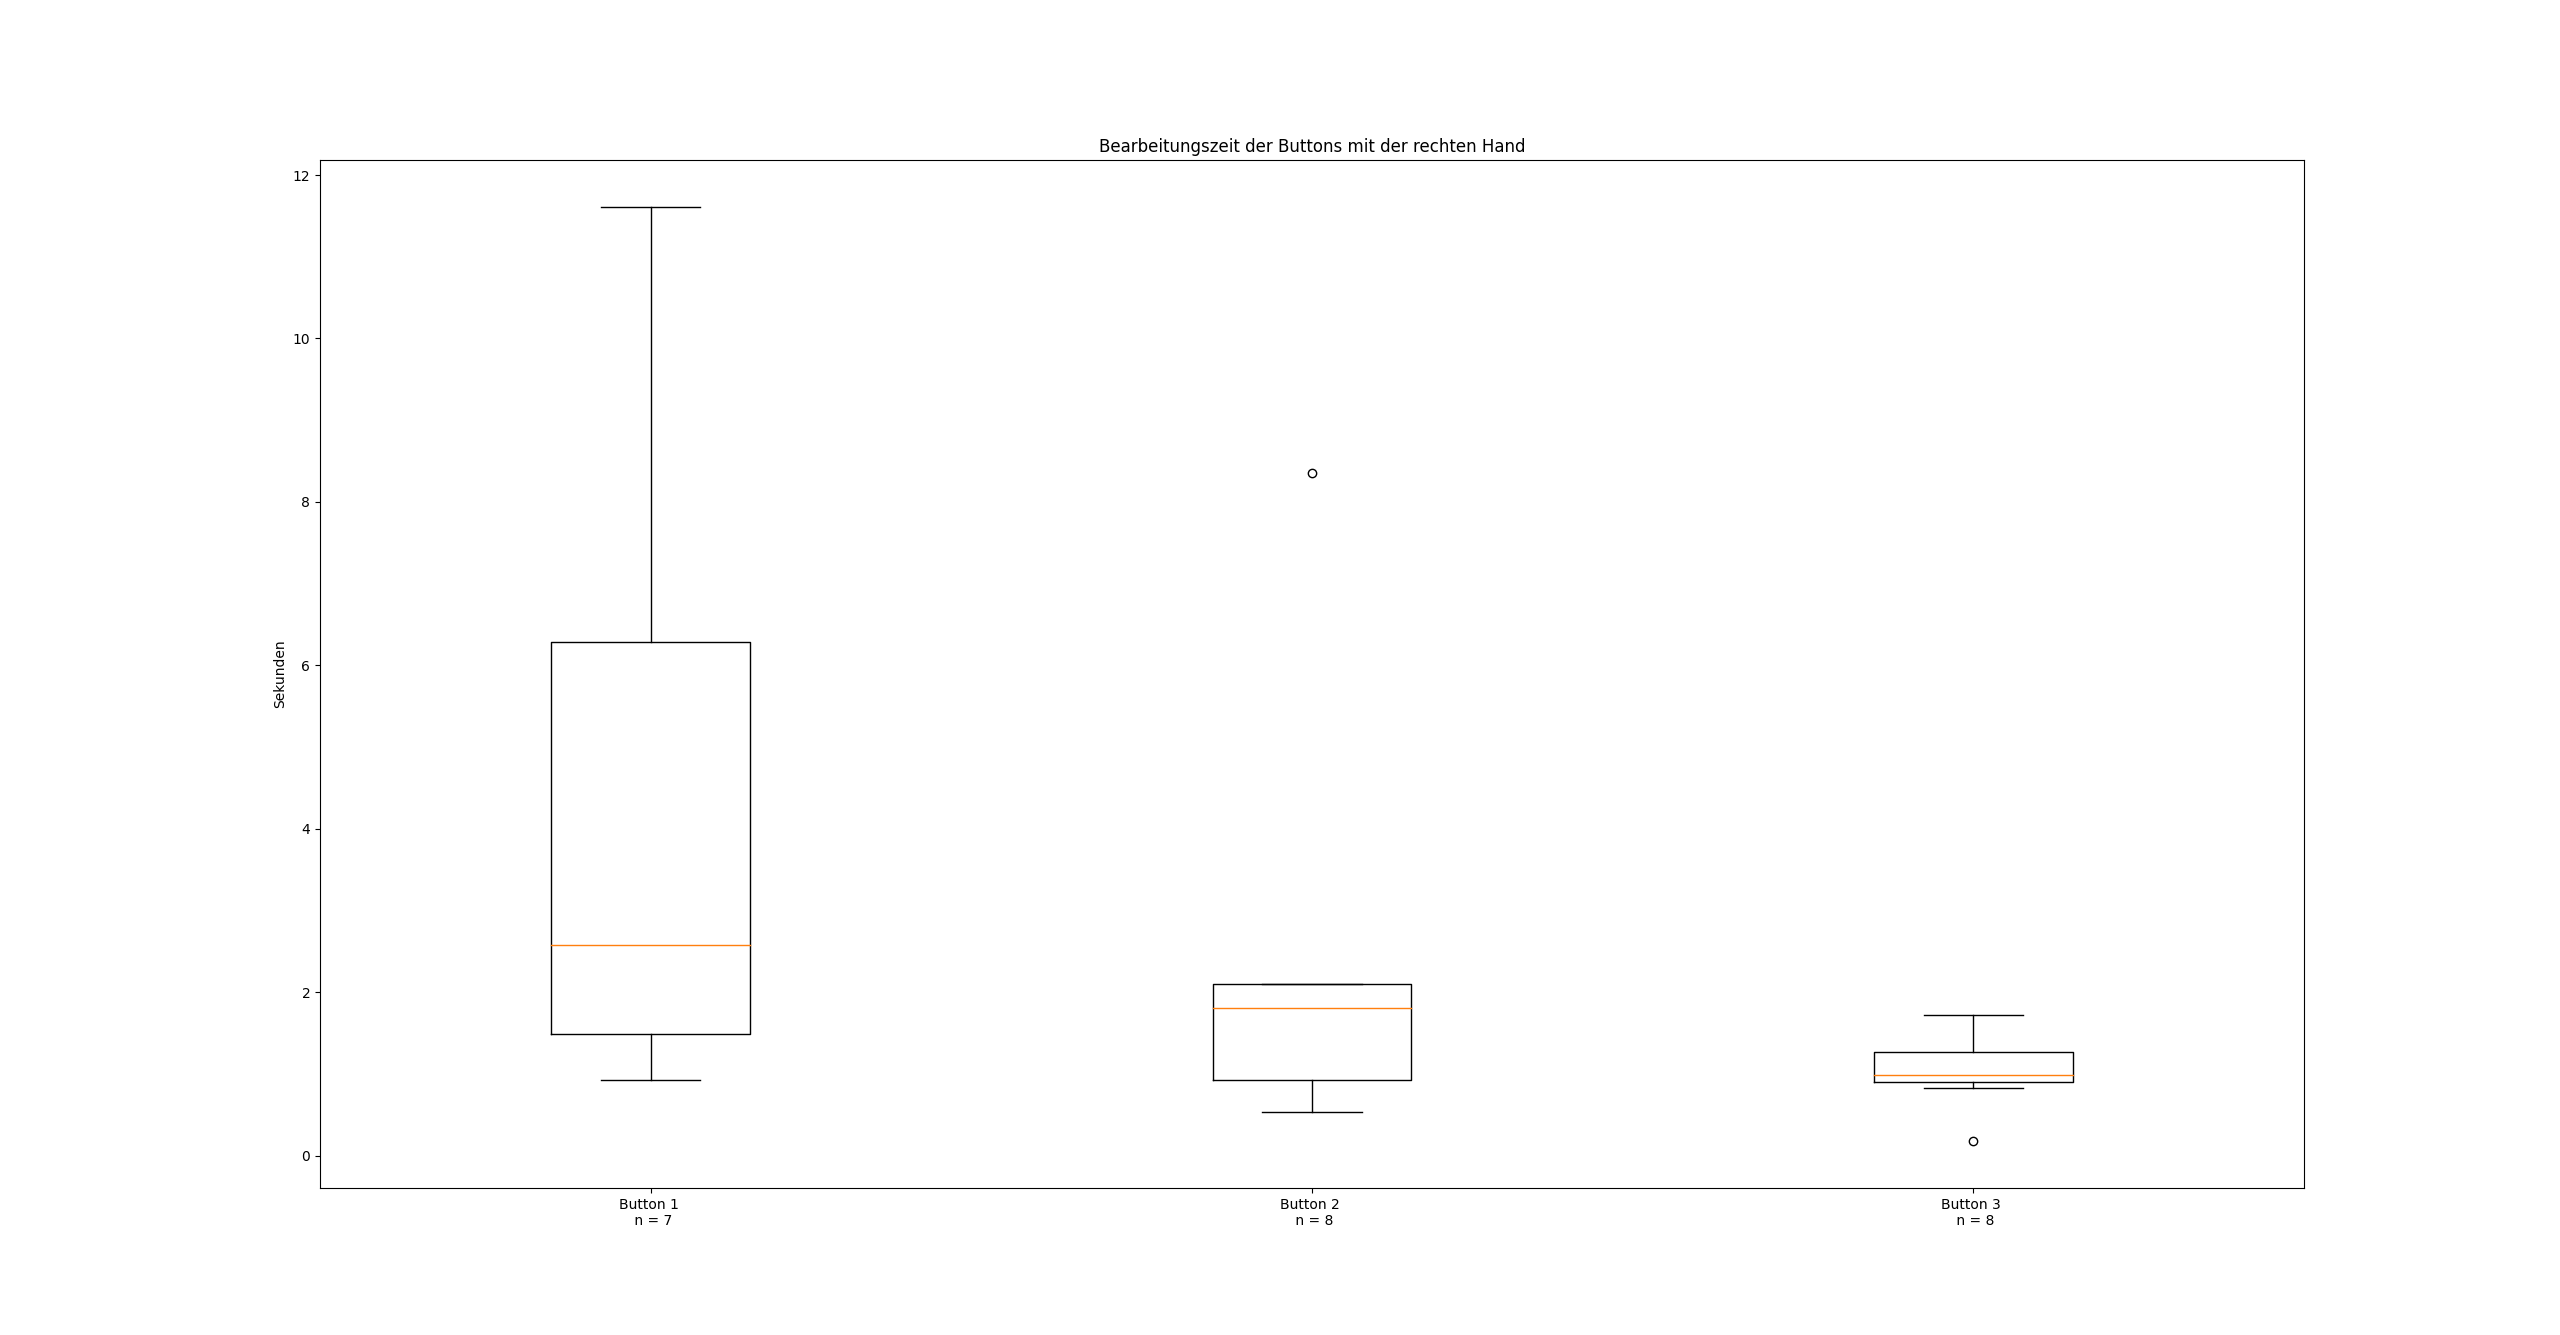 Bearbeitungszeit der Buttons mit der rechten Hand
12
10
8
6
4
2
0
Sekunden
Button 1
n = 7
Button 2
n = 8
Button 3
n = 8